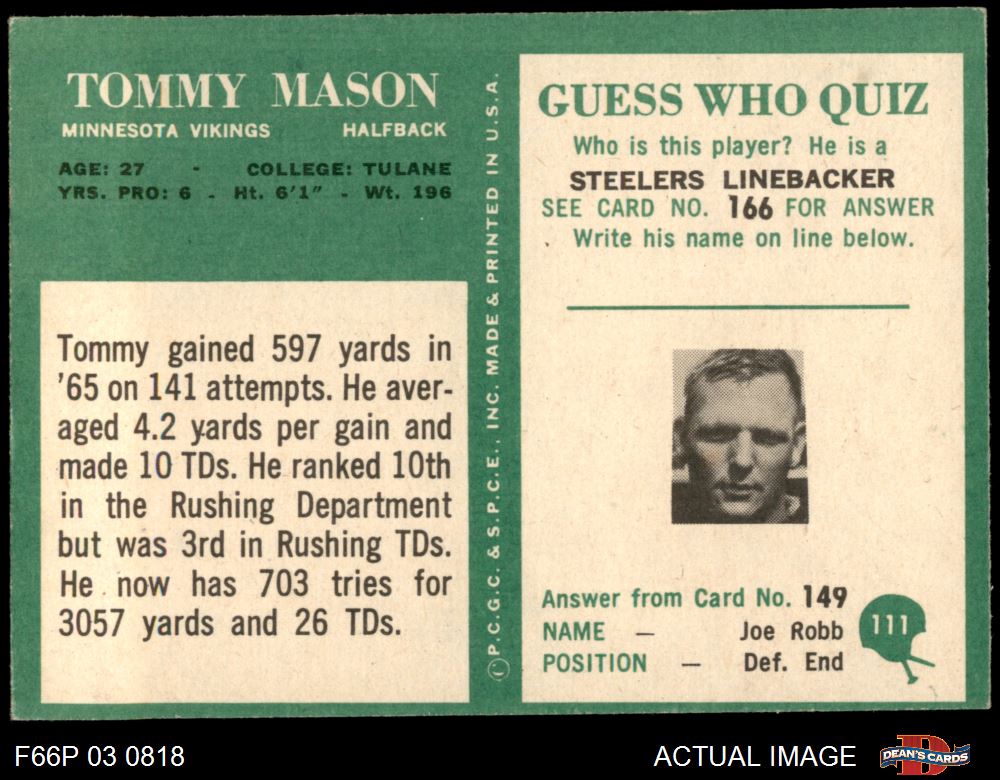 TOMMY MASON
MINNESOTA VIKINGS HALFBACK
AGE: 27 - COLLEGE: TULANE
YRS. PRO: 6 - Ht. 6'1" - Wt. 196
Tommy gained 597 yards in
'65 on 141 attempts. He aver-
aged 4.2 yards per gain and
made 10 TDs. He ranked 10th
in the Rushing Department
but was 3rd in Rushing TDs.
He now has 703 tries for
3057 yards and 26 TDs.
© P.C.G.C. & S.P.C.E., INC. MADE & PRINTED IN U.S.A.
GUESS WHO QUIZ
Who is this player? He is a
STEELERS LINEBACKER
SEE CARD NO. 166 FOR ANSWER
Write his name on line below.
Answer from Card No. 149
NAME — Joe Robb
POSITION — Def. End
111
F66P 03 0818
ACTUAL IMAGE
DEAN'S CARDS